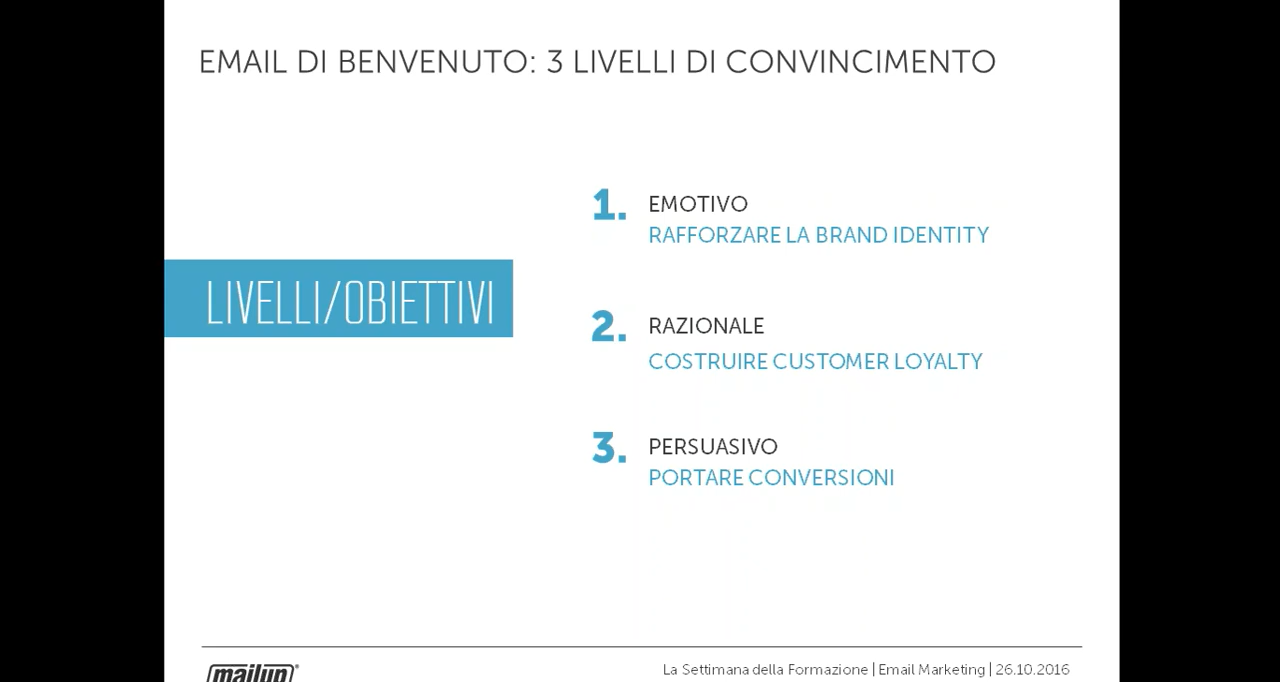 EMAIL DI BENVENUTO: 3 LIVELLI DI CONVINCIMENTO
LIVELLI/OBIETTIVI
1. EMOTIVO
RAFFORZARE LA BRAND IDENTITY
2. RAZIONALE
COSTRUIRE CUSTOMER LOYALTY
3. PERSUASIVO
PORTARE CONVERSIONI
mailup®
La Settimana della Formazione | Email Marketing | 26.10.2016